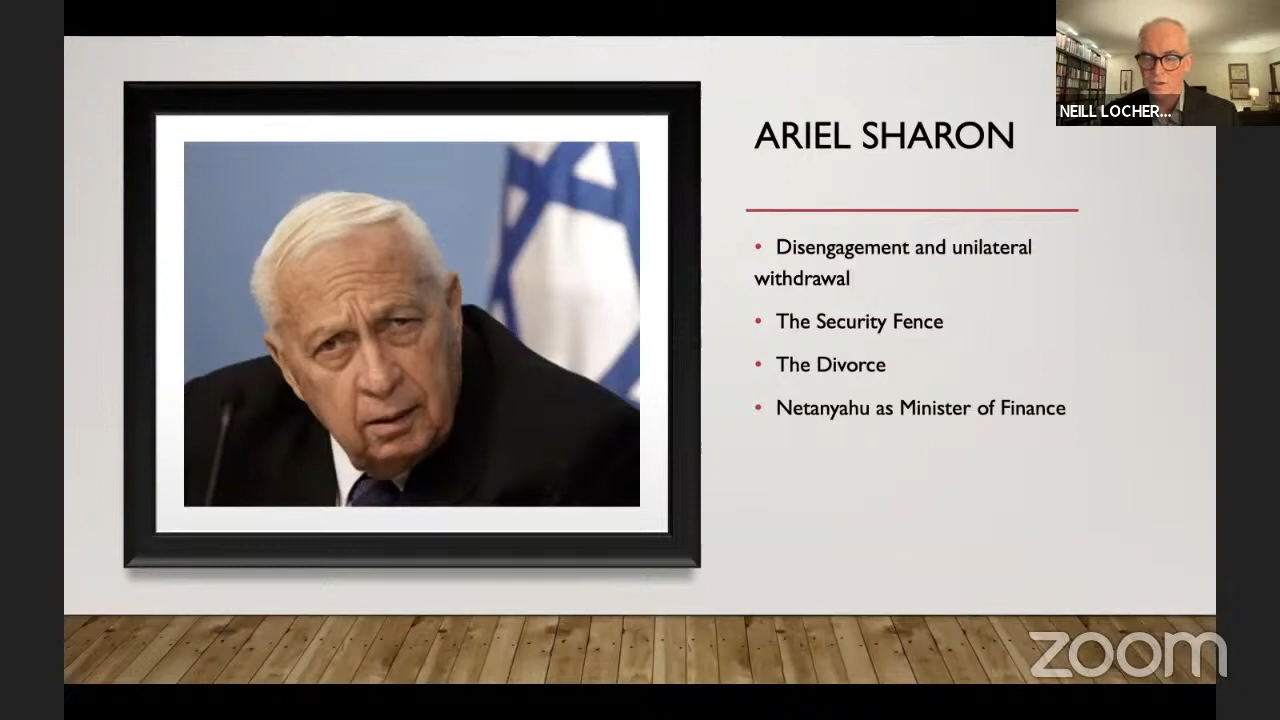 NEILL LOCHER...
ARIEL SHARON
• Disengagement and unilateral
withdrawal
• The Security Fence
• The Divorce
• Netanyahu as Minister of Finance
zoom